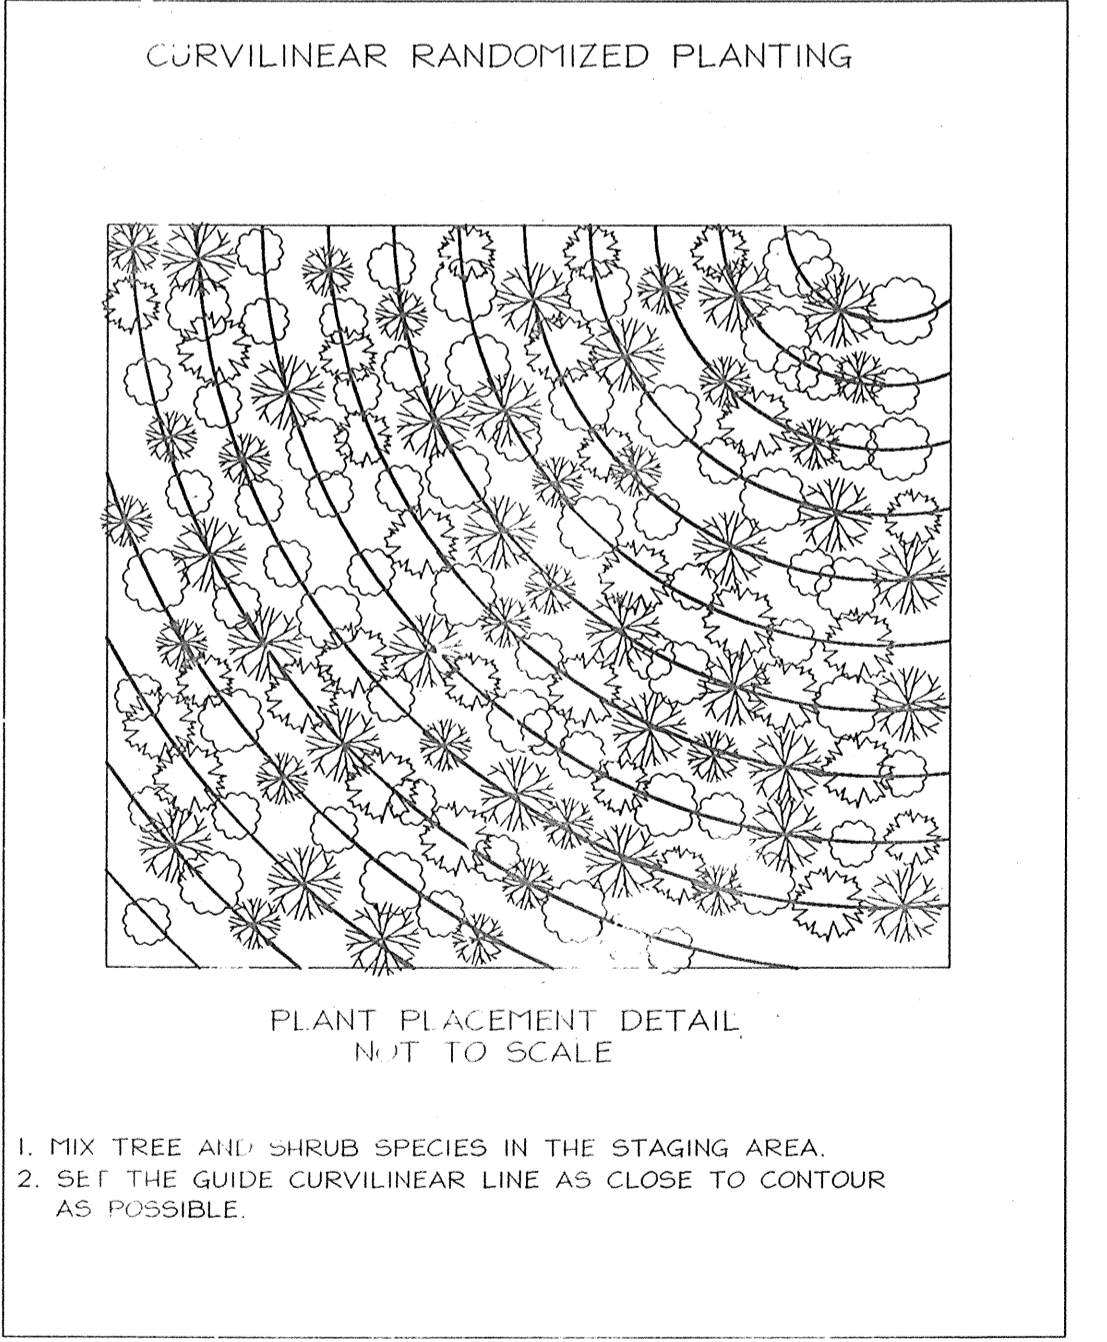 CURVILINEAR RANDOMIZED PLANTING
PLANT PLACEMENT DETAIL
NOT TO SCALE
1. MIX TREE AND SHRUB SPECIES IN THE STAGING AREA.
2. SET THE GUIDE CURVILINEAR LINE AS CLOSE TO CONTOUR
AS POSSIBLE.